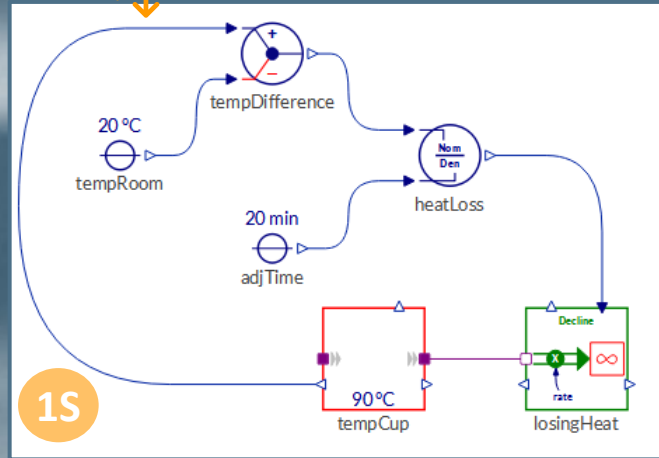 +
−
tempDifference
20 °C
tempRoom
Nom
Den
heatLoss
20 min
adjTime
Decline
X
∞
rate
90 °C
tempCup
losingHeat
1S